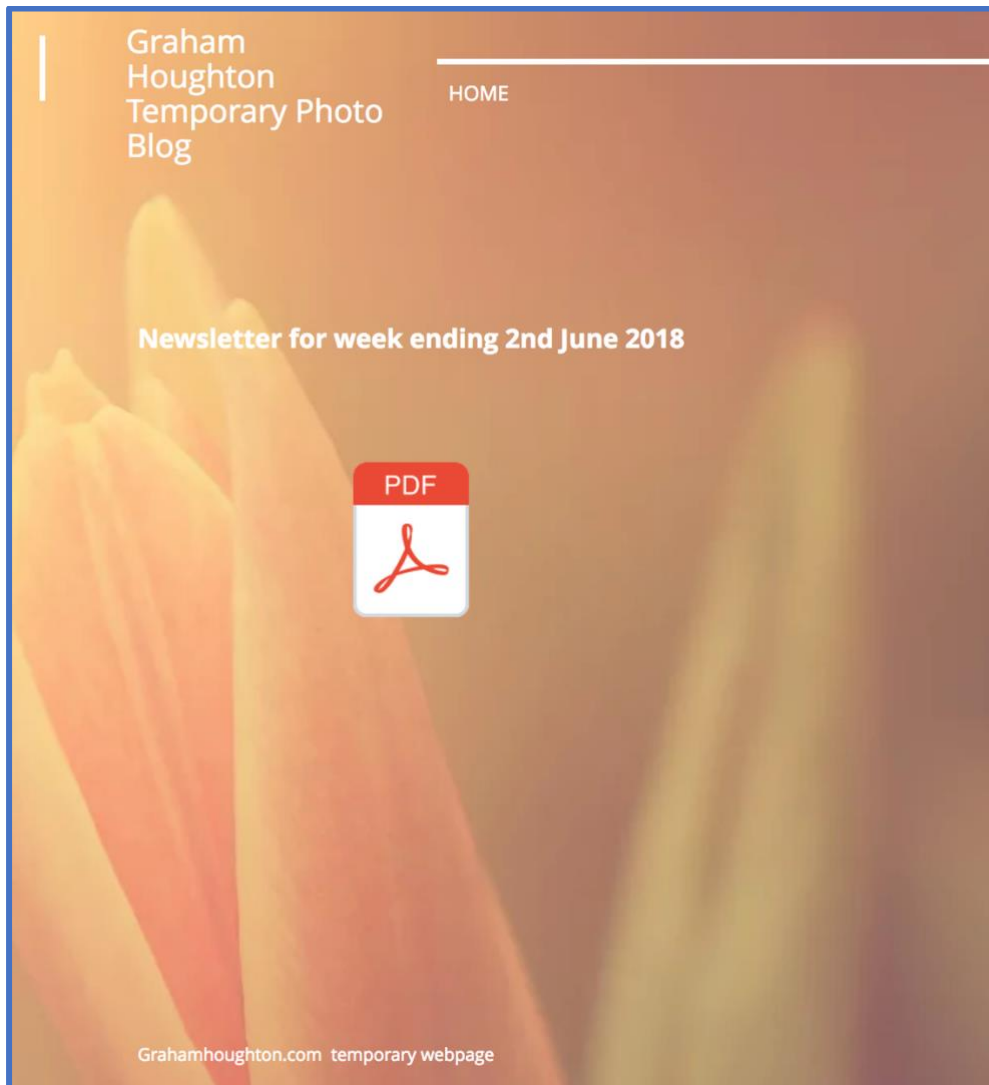 Graham
Houghton
Temporary Photo
Blog
HOME
Newsletter for week ending 2nd June 2018
PDF
Grahamhoughton.com temporary webpage